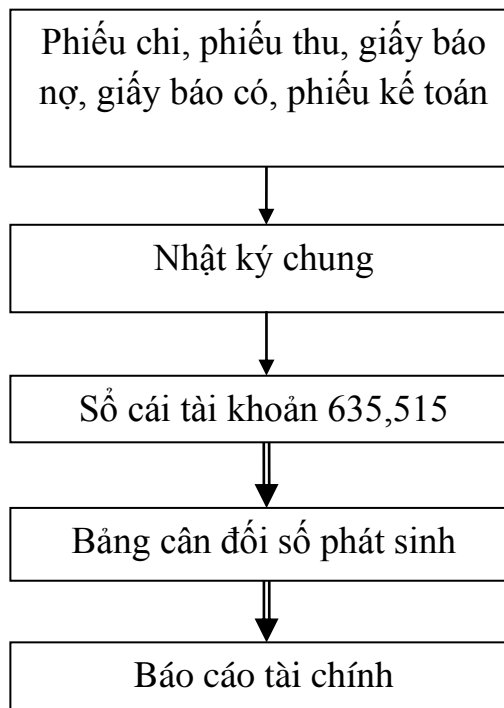 Phiếu chi, phiếu thu, giấy báo
nợ, giấy báo có, phiếu kế toán
Nhật ký chung
Sổ cái tài khoản 635,515
Bảng cân đối số phát sinh
Báo cáo tài chính